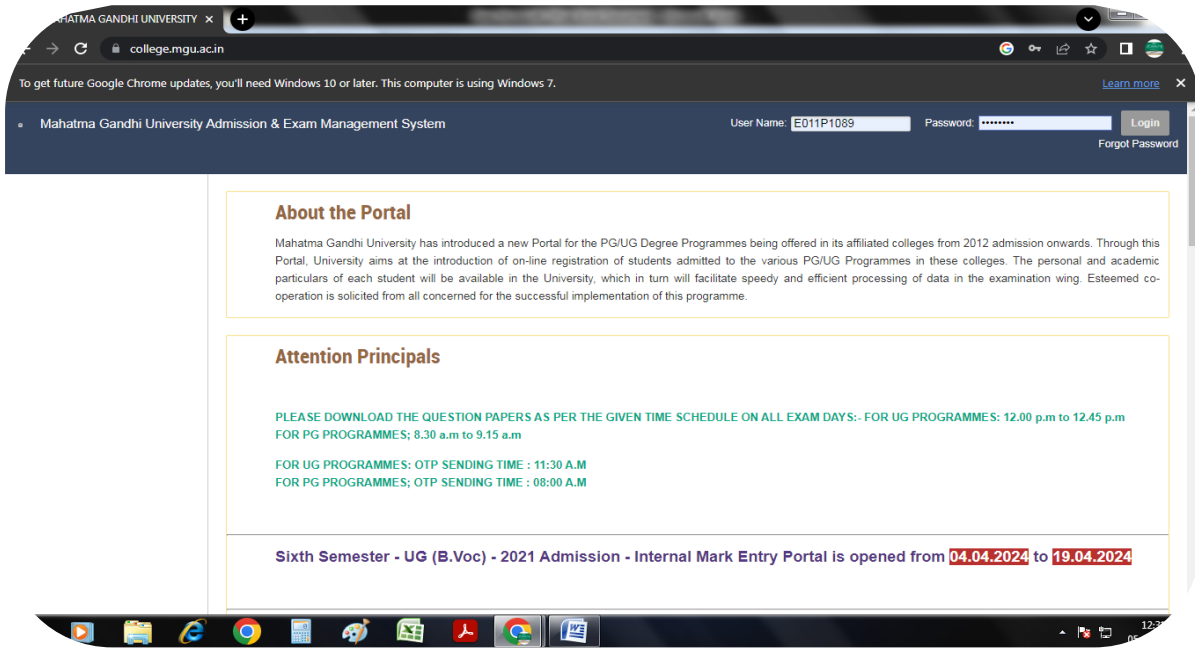 MAHATMA GANDHI UNIVERSITY
college.mgu.ac.in
To get future Google Chrome updates, you'll need Windows 10 or later. This computer is using Windows 7.
Learn more
Mahatma Gandhi University Admission & Exam Management System
User Name: E011P1089 Password: •••••••• Login
Forgot Password
About the Portal
Mahatma Gandhi University has introduced a new Portal for the PG/UG Degree Programmes being offered in its affiliated colleges from 2012 admission onwards. Through this
Portal, University aims at the introduction of on-line registration of students admitted to the various PG/UG Programmes in these colleges. The personal and academic
particulars of each student will be available in the University, which in turn will facilitate speedy and efficient processing of data in the examination wing. Esteemed co-
operation is solicited from all concerned for the successful implementation of this programme.
Attention Principals
PLEASE DOWNLOAD THE QUESTION PAPERS AS PER THE GIVEN TIME SCHEDULE ON ALL EXAM DAYS:- FOR UG PROGRAMMES: 12.00 p.m to 12.45 p.m
FOR PG PROGRAMMES; 8.30 a.m to 9.15 a.m
FOR UG PROGRAMMES: OTP SENDING TIME : 11:30 A.M
FOR PG PROGRAMMES; OTP SENDING TIME : 08:00 A.M
Sixth Semester - UG (B.Voc) - 2021 Admission - Internal Mark Entry Portal is opened from 04.04.2024 to 19.04.2024